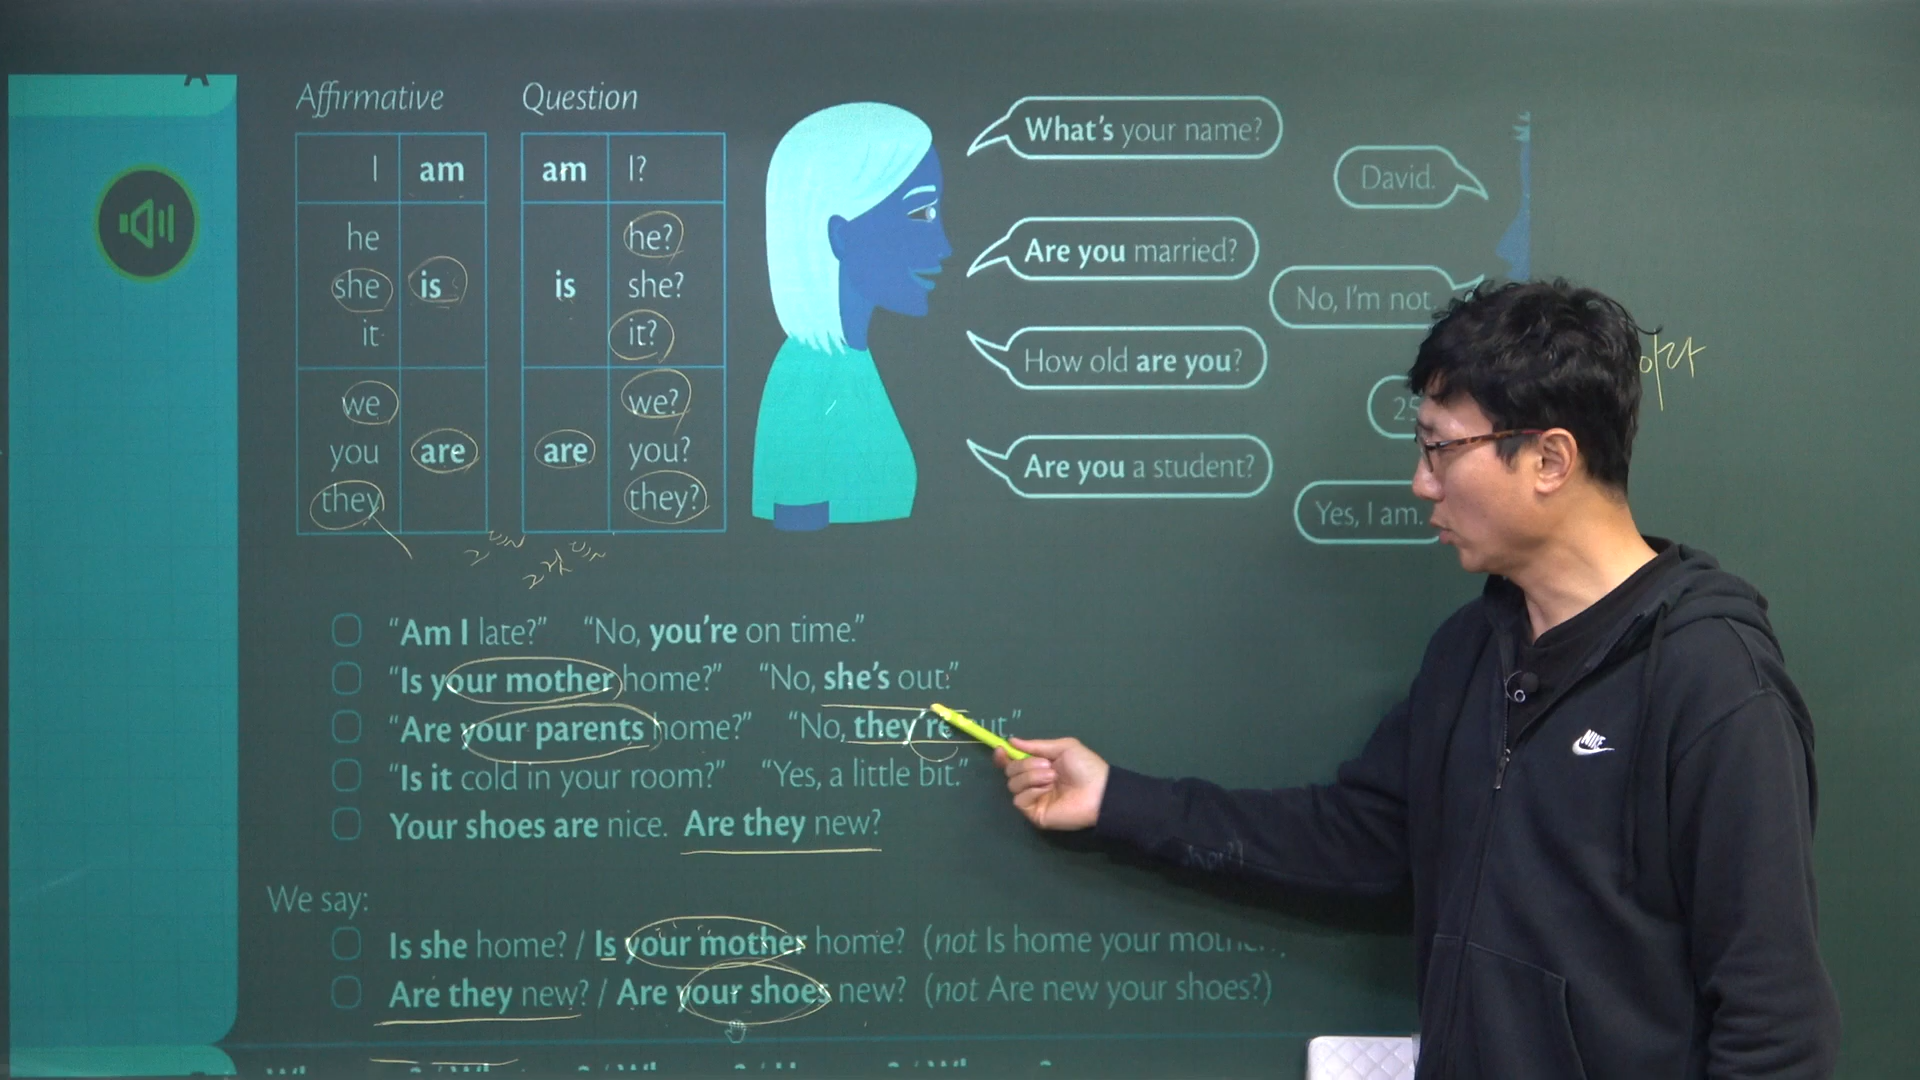 Affirmative
Question
I am
am I?
he
she
it
is
is
he?
she?
it?
we
you
they
are
are
we?
you?
they?
What's your name?
David.
Are you married?
No, I'm not.
How old are you?
25
Are you a student?
Yes, I am.
"Am I late?" "No, you're on time."
"Is your mother home?" "No, she's out."
"Are your parents home?" "No, they're out."
"Is it cold in your room?" "Yes, a little bit."
Your shoes are nice. Are they new?
We say:
Is she home? / Is your mother home? (not Is home your mother
Are they new? / Are your shoes new? (not Are new your shoes?)
NIKE